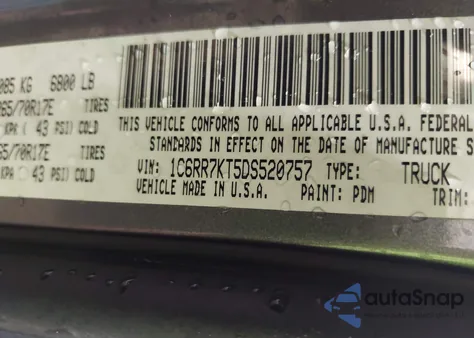 085 KG 6800 LB
65/70R17E TIRES
KPA ( 43 PSI) COLD
65/70R17E TIRES
KPA ( 43 PSI) COLD
THIS VEHICLE CONFORMS TO ALL APPLICABLE U.S.A. FEDERAL
STANDARDS IN EFFECT ON THE DATE OF MANUFACTURE S
VIN: 1C6RR7KT5DS520757 TYPE: TRUCK
VEHICLE MADE IN U.S.A. PAINT: PDM TRIM:
autoSnap